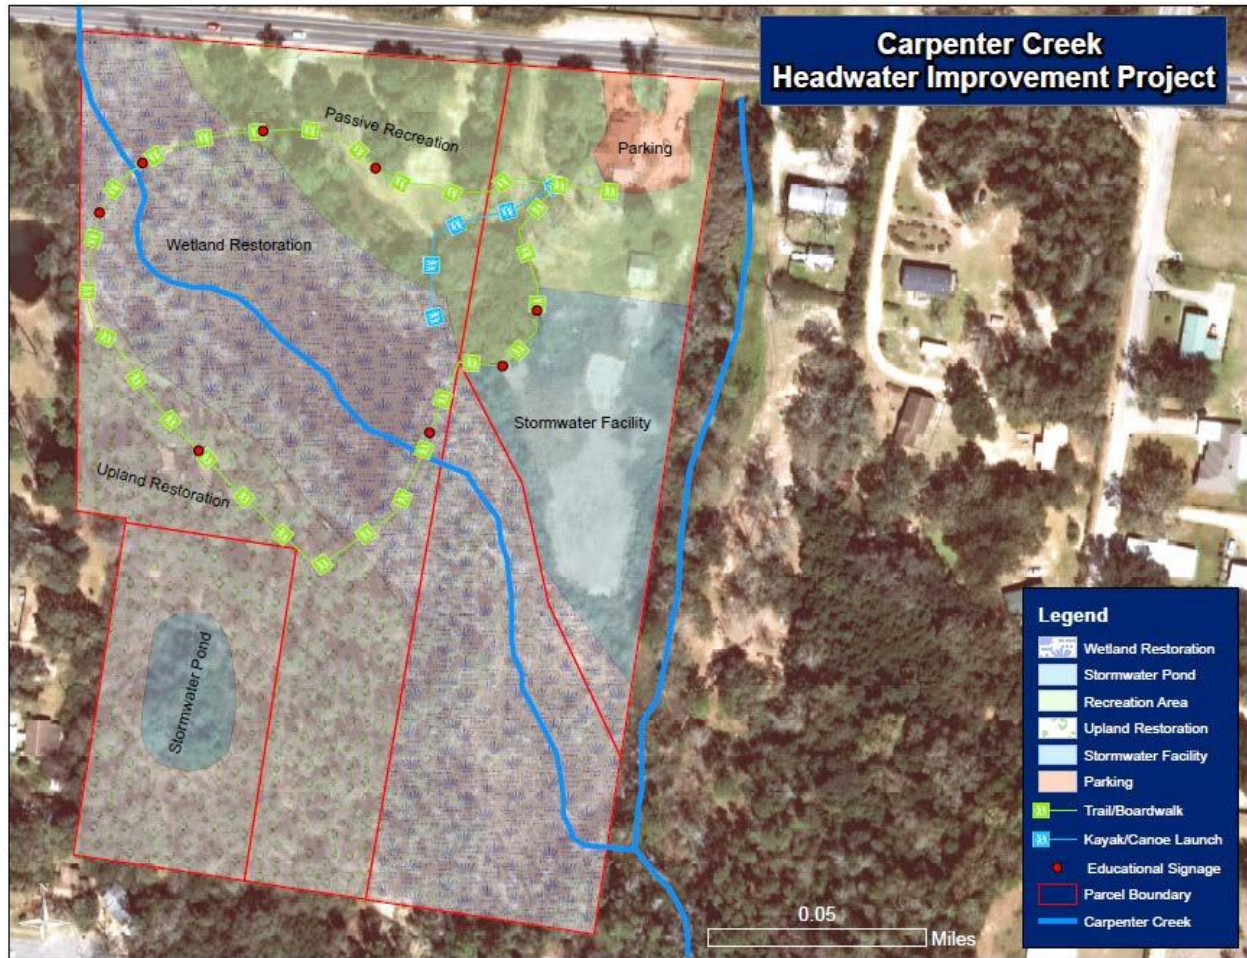 Carpenter Creek
Headwater Improvement Project
Passive Recreation
Parking
Wetland Restoration
Stormwater Facility
Upland Restoration
Stormwater Pond
Legend
Wetland Restoration
Stormwater Pond
Recreation Area
Upland Restoration
Stormwater Facility
Parking
Trail/Boardwalk
Kayak/Canoe Launch
Educational Signage
Parcel Boundary
Carpenter Creek
0.05
Miles